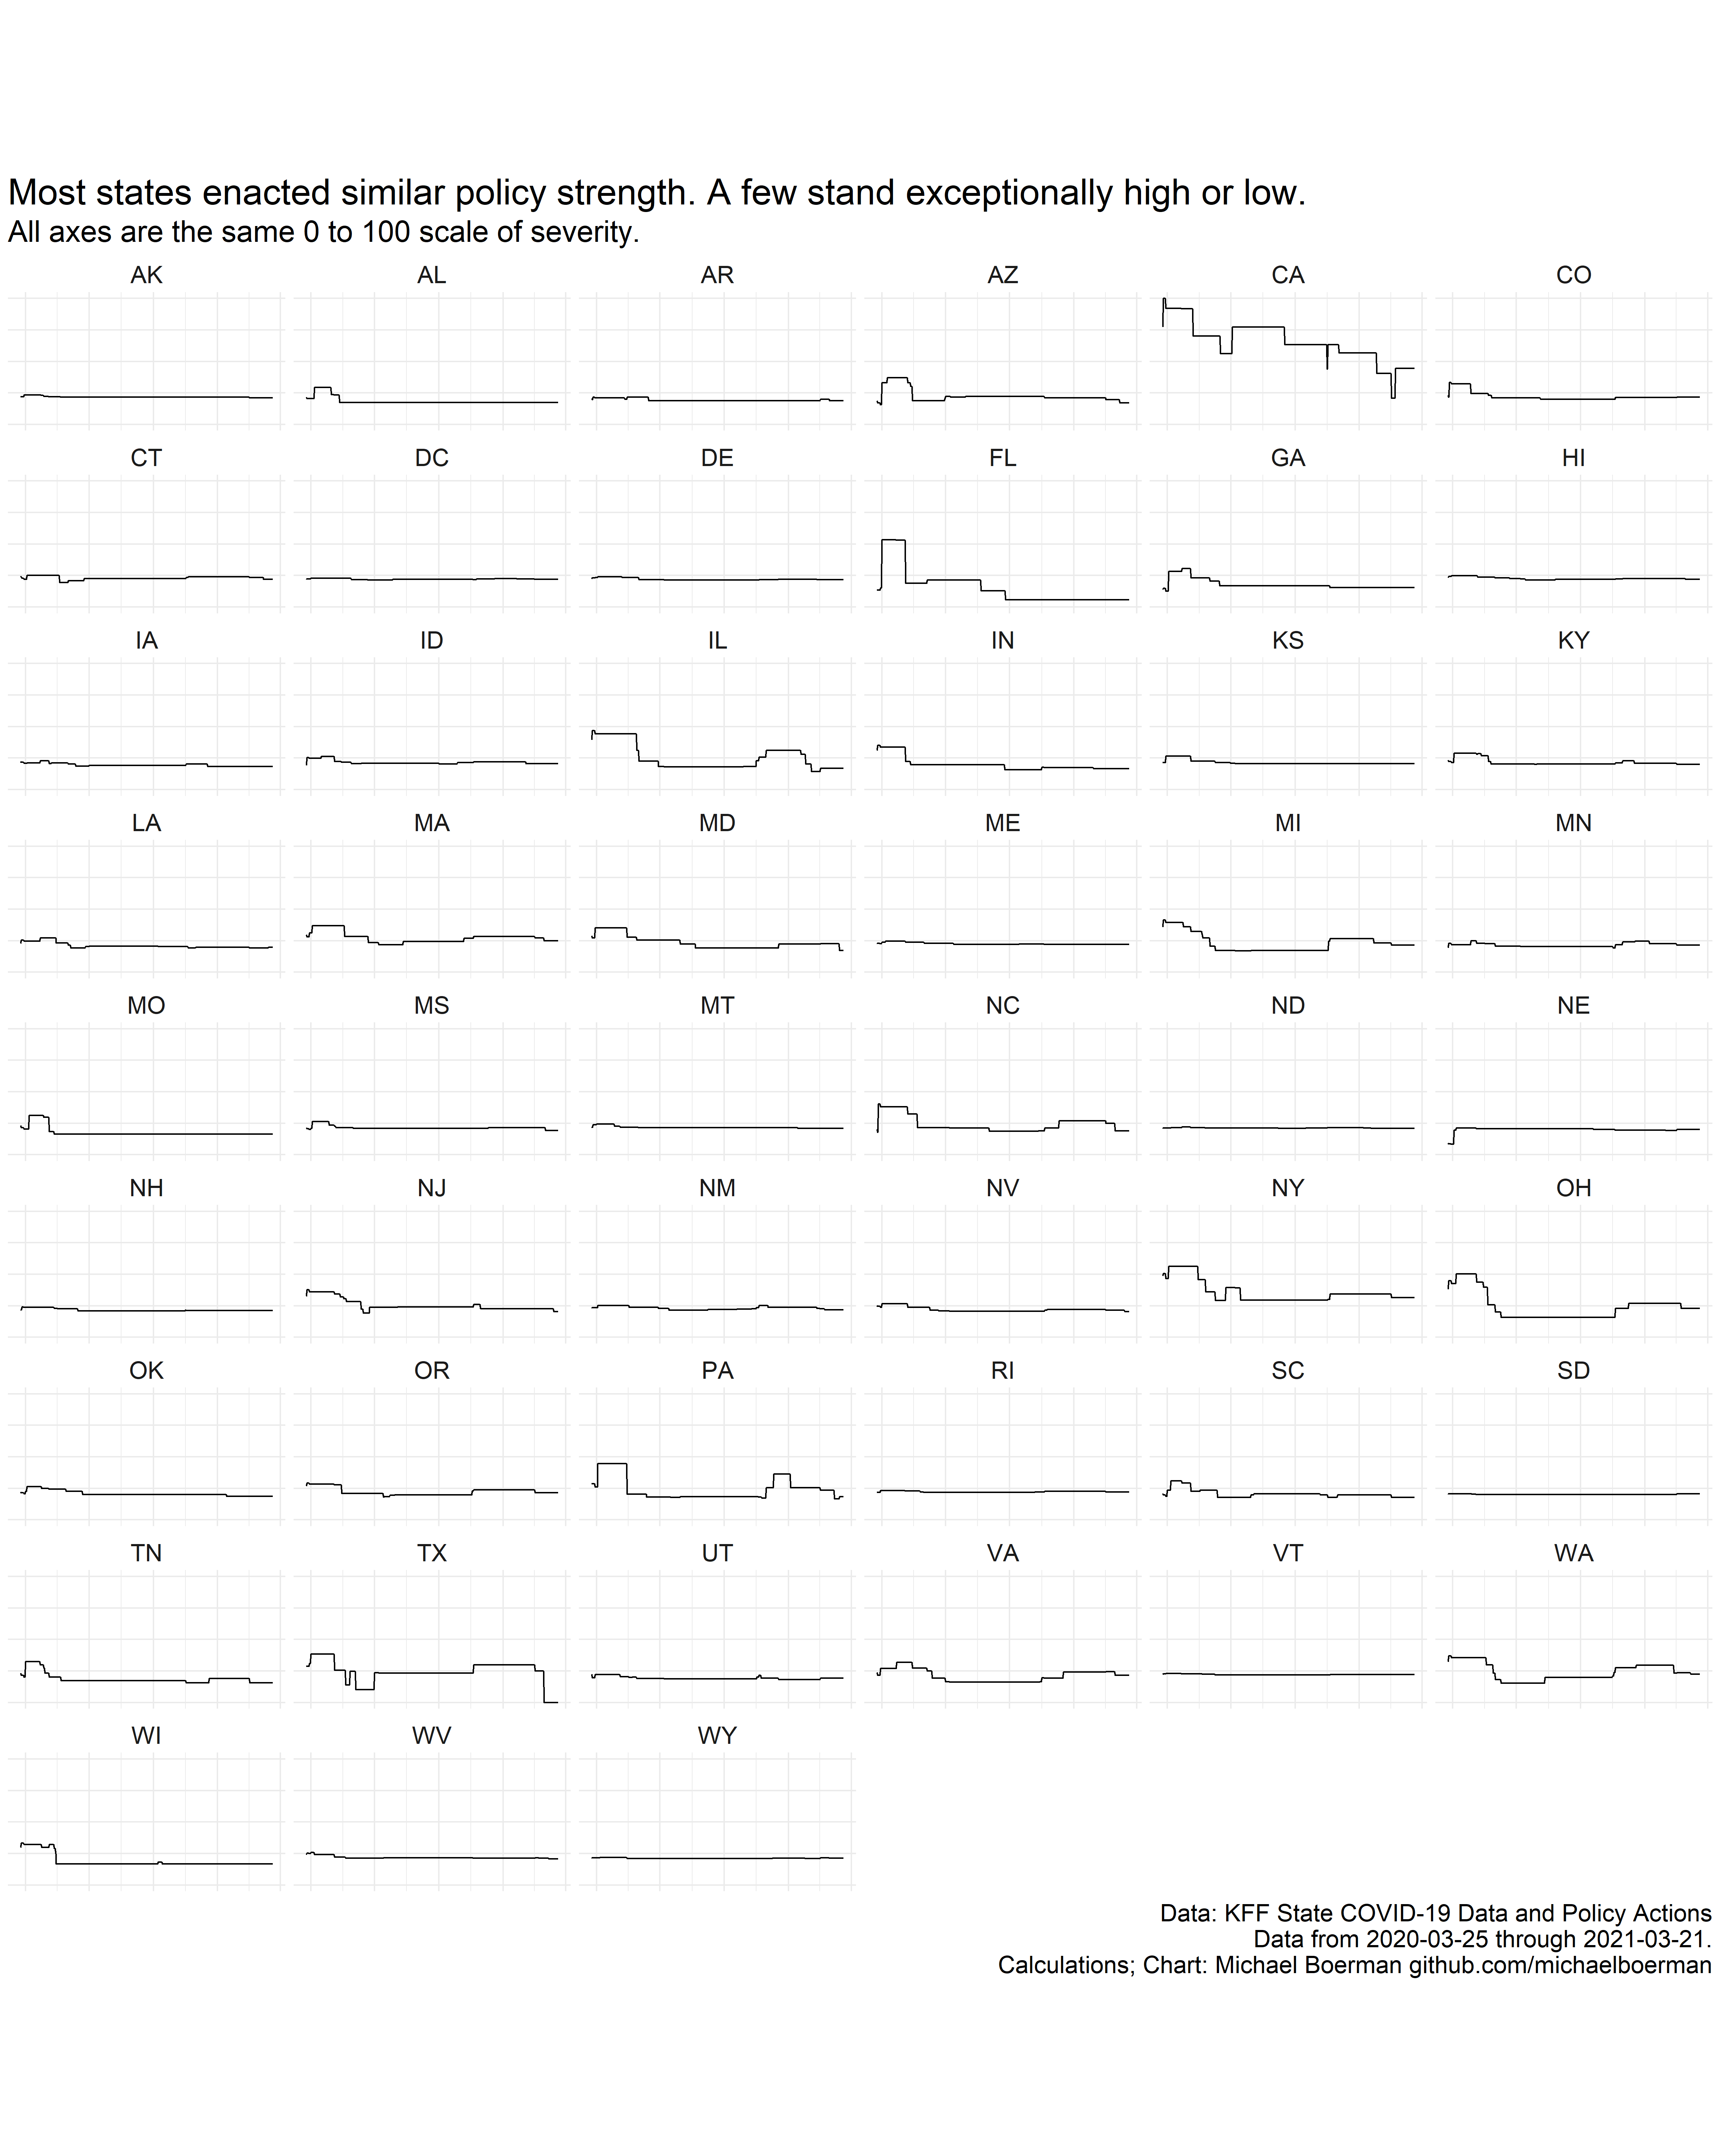 Most states enacted similar policy strength. A few stand exceptionally high or low.
All axes are the same 0 to 100 scale of severity.
AK AL AR AZ CA CO
CT DC DE FL GA HI
IA ID IL IN KS KY
LA MA MD ME MI MN
MO MS MT NC ND NE
NH NJ NM NV NY OH
OK OR PA RI SC SD
TN TX UT VA VT WA
WI WV WY
Data: KFF State COVID-19 Data and Policy Actions
Data from 2020-03-25 through 2021-03-21.
Calculations; Chart: Michael Boerman github.com/michaelboerman